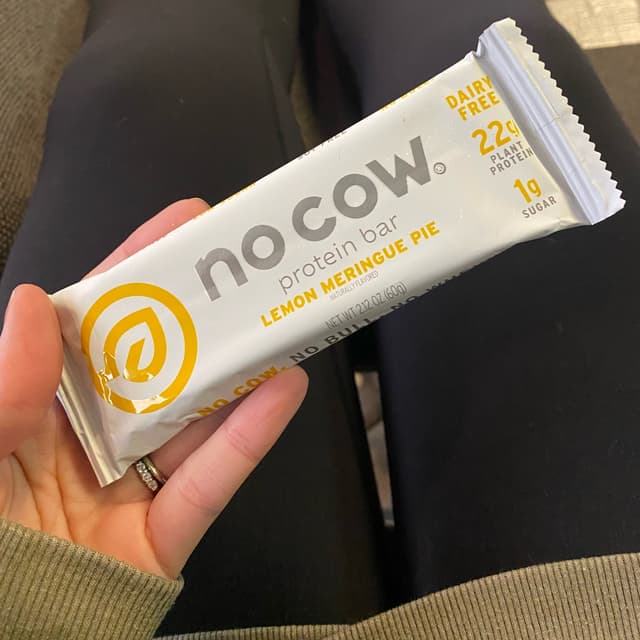 no cow.
protein bar
LEMON MERINGUE PIE
NATURALLY FLAVORED
NET WT 2.12 OZ (60g)
NO COW. NO BULL. NO
DAIRY
FREE
22g
PLANT
PROTEIN
1g
SUGAR